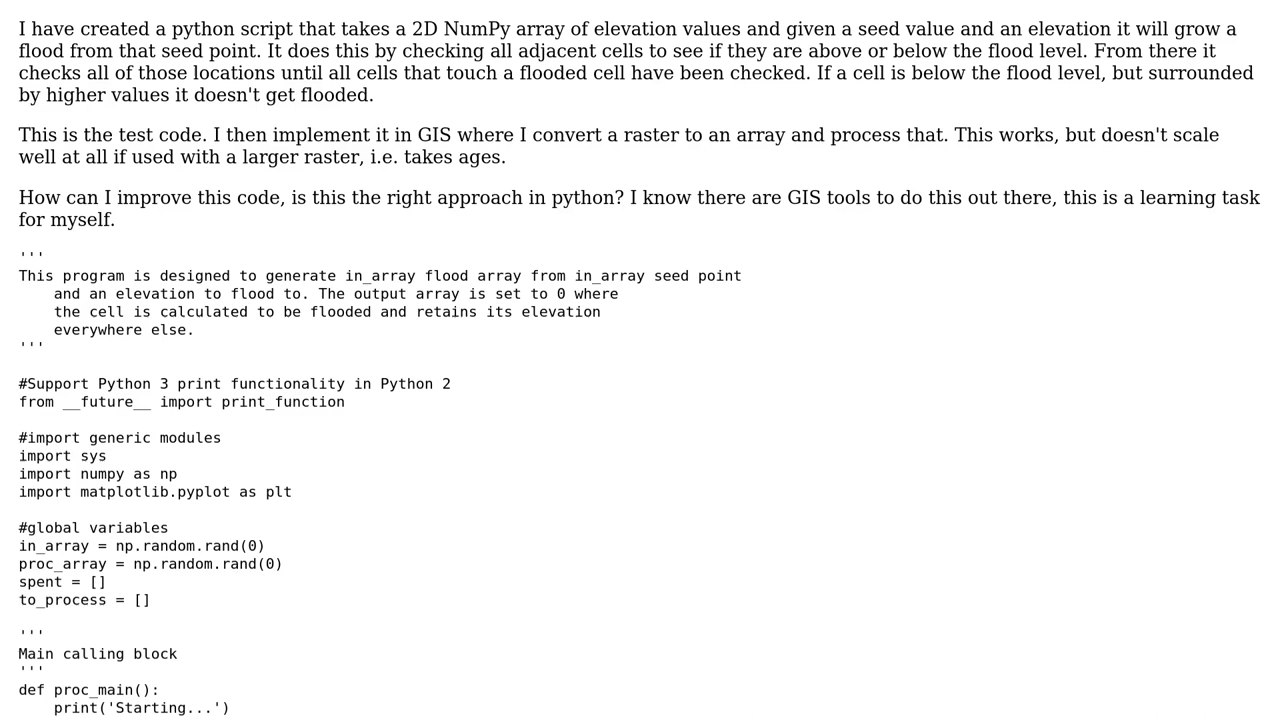 I have created a python script that takes a 2D NumPy array of elevation values and given a seed value and an elevation it will grow a
flood from that seed point. It does this by checking all adjacent cells to see if they are above or below the flood level. From there it
checks all of those locations until all cells that touch a flooded cell have been checked. If a cell is below the flood level, but surrounded
by higher values it doesn't get flooded.
This is the test code. I then implement it in GIS where I convert a raster to an array and process that. This works, but doesn't scale
well at all if used with a larger raster, i.e. takes ages.
How can I improve this code, is this the right approach in python? I know there are GIS tools to do this out there, this is a learning task
for myself.
'''
This program is designed to generate in_array flood array from in_array seed point
    and an elevation to flood to. The output array is set to 0 where
    the cell is calculated to be flooded and retains its elevation
    everywhere else.
'''
#Support Python 3 print functionality in Python 2
from __future__ import print_function
#import generic modules
import sys
import numpy as np
import matplotlib.pyplot as plt
#global variables
in_array = np.random.rand(0)
proc_array = np.random.rand(0)
spent = []
to_process = []
'''
Main calling block
'''
def proc_main():
    print('Starting...')